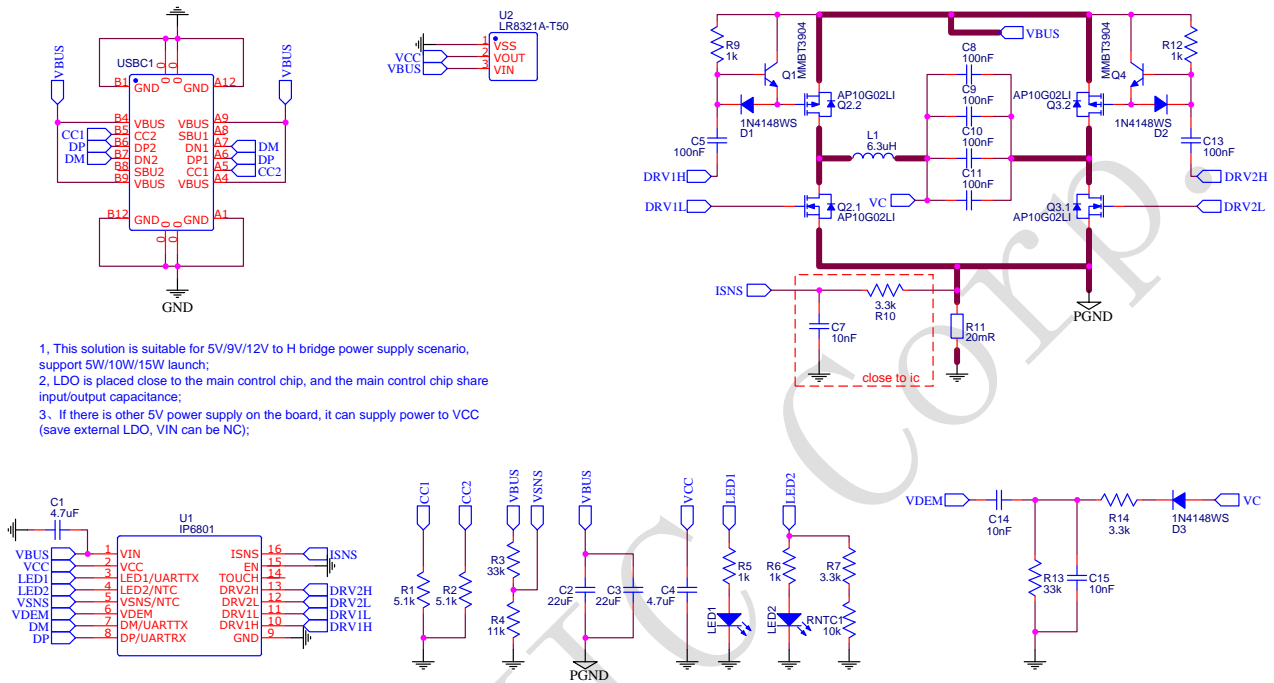 VBUS
USBC1
VBUS
0 0
B1 GND GND A12
B4 VBUS VBUS A9
CC1 B5 CC2 SBU1 A8
DP B6 DP2 DN1 A7 DM
DM B7 DN2 DP1 A6 DP
B8 SBU2 CC1 A5 CC2
B9 VBUS VBUS A4
B12 GND GND A1
0 0
GND
U2
LR8321A-T50
1 VSS
VCC 2 VOUT
VBUS 3 VIN
R9
1k
Q1
MMBT3904
VBUS
C8
100nF
C9
100nF
C10
100nF
C11
100nF
MMBT3904
Q4
R12
1k
AP10G02LI
Q2.2
AP10G02LI
Q3.2
1N4148WS
D1
1N4148WS
D2
C5
100nF
L1
6.3uH
C13
100nF
DRV1H
DRV2H
VC
DRV1L
Q2.1
AP10G02LI
Q3.1
AP10G02LI
DRV2L
ISNS
3.3k
R10
C7
10nF
close to ic
R11
20mR
PGND
1, This solution is suitable for 5V/9V/12V to H bridge power supply scenario,
support 5W/10W/15W launch;
2, LDO is placed close to the main control chip, and the main control chip share
input/output capacitance;
3、If there is other 5V power supply on the board, it can supply power to VCC
(save external LDO, VIN can be NC);
C1
4.7uF
U1
IP6801
VBUS 1 VIN ISNS 16 ISNS
VCC 2 VCC EN 15
LED1 3 LED1/UARTTX TOUCH 14
LED2 4 LED2/NTC DRV2H 13 DRV2H
VSNS 5 VSNS/NTC DRV2L 12 DRV2L
VDEM 6 VDEM DRV1L 11 DRV1L
DM 7 DM/UARTTX DRV1H 10 DRV1H
DP 8 DP/UARTRX GND 9
CC1
CC2
R1
5.1k
R2
5.1k
VBUS
VSNS
R3
33k
R4
11k
VBUS
C2
22uF
C3
22uF
PGND
VCC
C4
4.7uF
LED1
R5
1k
LED1
LED2
R6
1k
LED2
R7
3.3k
RNTC1
10k
VDEM
C14
10nF
R14
3.3k
1N4148WS
D3
VC
R13
33k
C15
10nF
IC Corp.